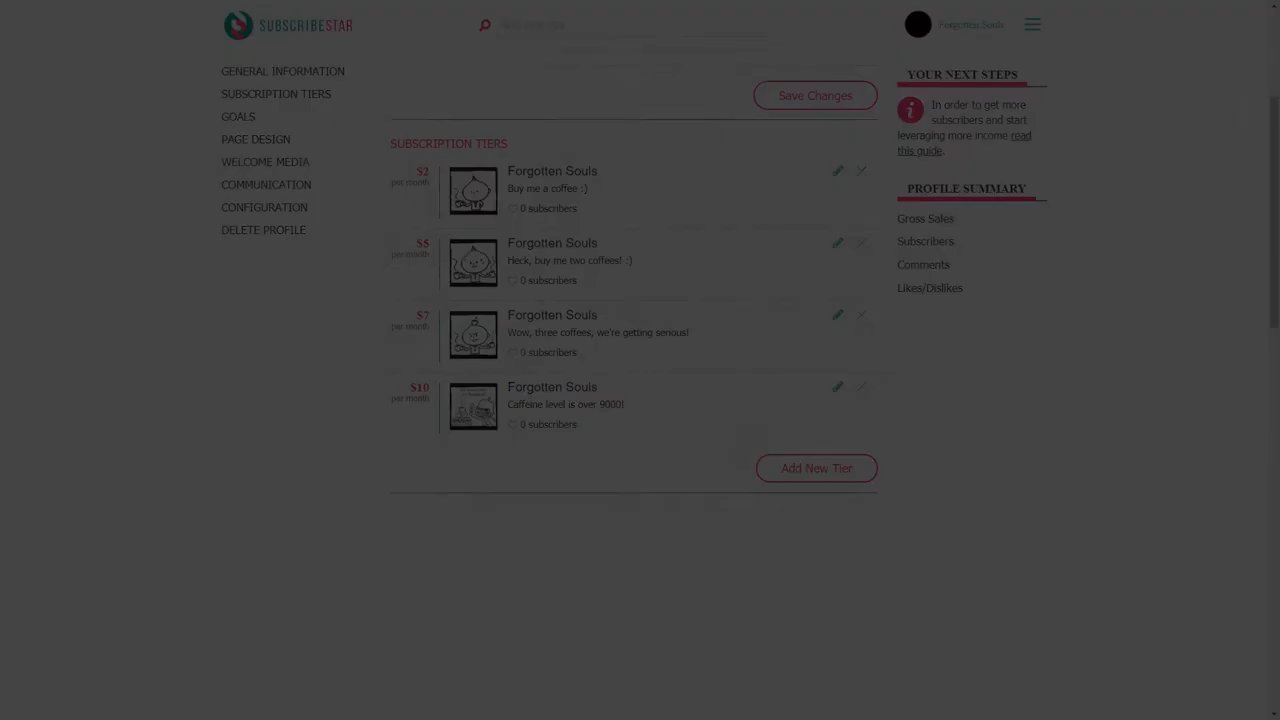 SUBSCRIBESTAR
Forgotten Souls
GENERAL INFORMATION
SUBSCRIPTION TIERS
GOALS
PAGE DESIGN
WELCOME MEDIA
COMMUNICATION
CONFIGURATION
DELETE PROFILE
Save Changes
SUBSCRIPTION TIERS
$2
per month
Forgotten Souls
Buy me a coffee :)
0 subscribers
$5
per month
Forgotten Souls
Heck, buy me two coffees! :)
0 subscribers
$7
per month
Forgotten Souls
Wow, three coffees, we're getting serious!
0 subscribers
$10
per month
Forgotten Souls
Caffeine level is over 9000!
0 subscribers
Add New Tier
YOUR NEXT STEPS
In order to get more
subscribers and start
leveraging more income read
this guide.
PROFILE SUMMARY
Gross Sales
Subscribers
Comments
Likes/Dislikes